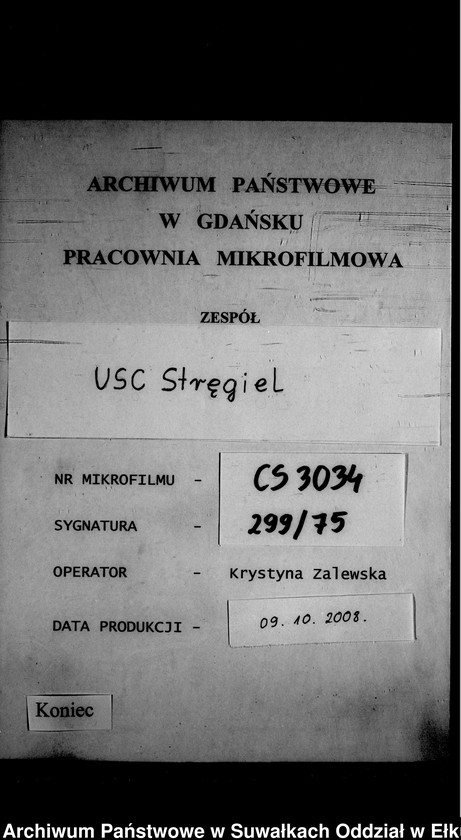 ARCHIWUM PAŃSTWOWE
W GDAŃSKU
PRACOWNIA MIKROFILMOWA
ZESPÓŁ
USC Stręgiel
NR MIKROFILMU - CS 3034
SYGNATURA - 299/75
OPERATOR - Krystyna Zalewska
DATA PRODUKCJI - 09. 10. 2008.
Koniec
Archiwum Państwowe w Suwałkach Oddział w Ełk